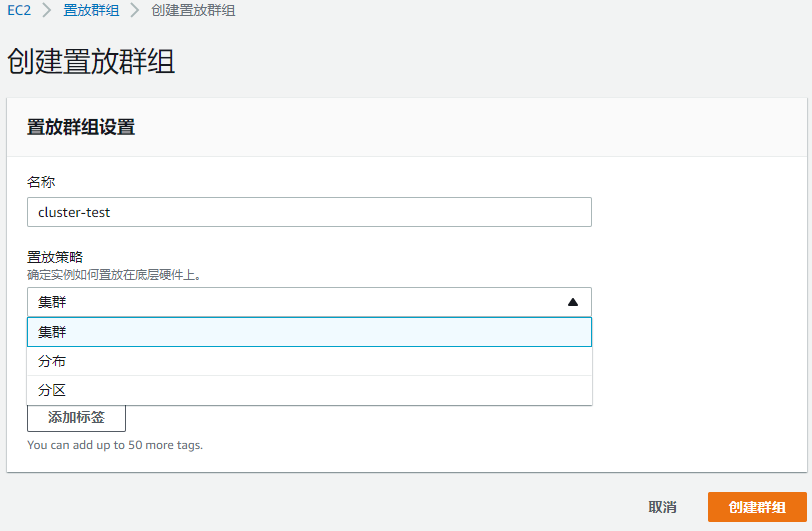 EC2 > 置放群组 > 创建置放群组
创建置放群组
置放群组设置
名称
cluster-test
置放策略
确定实例如何置放在底层硬件上。
集群
集群
分布
分区
添加标签
You can add up to 50 more tags.
取消 创建群组